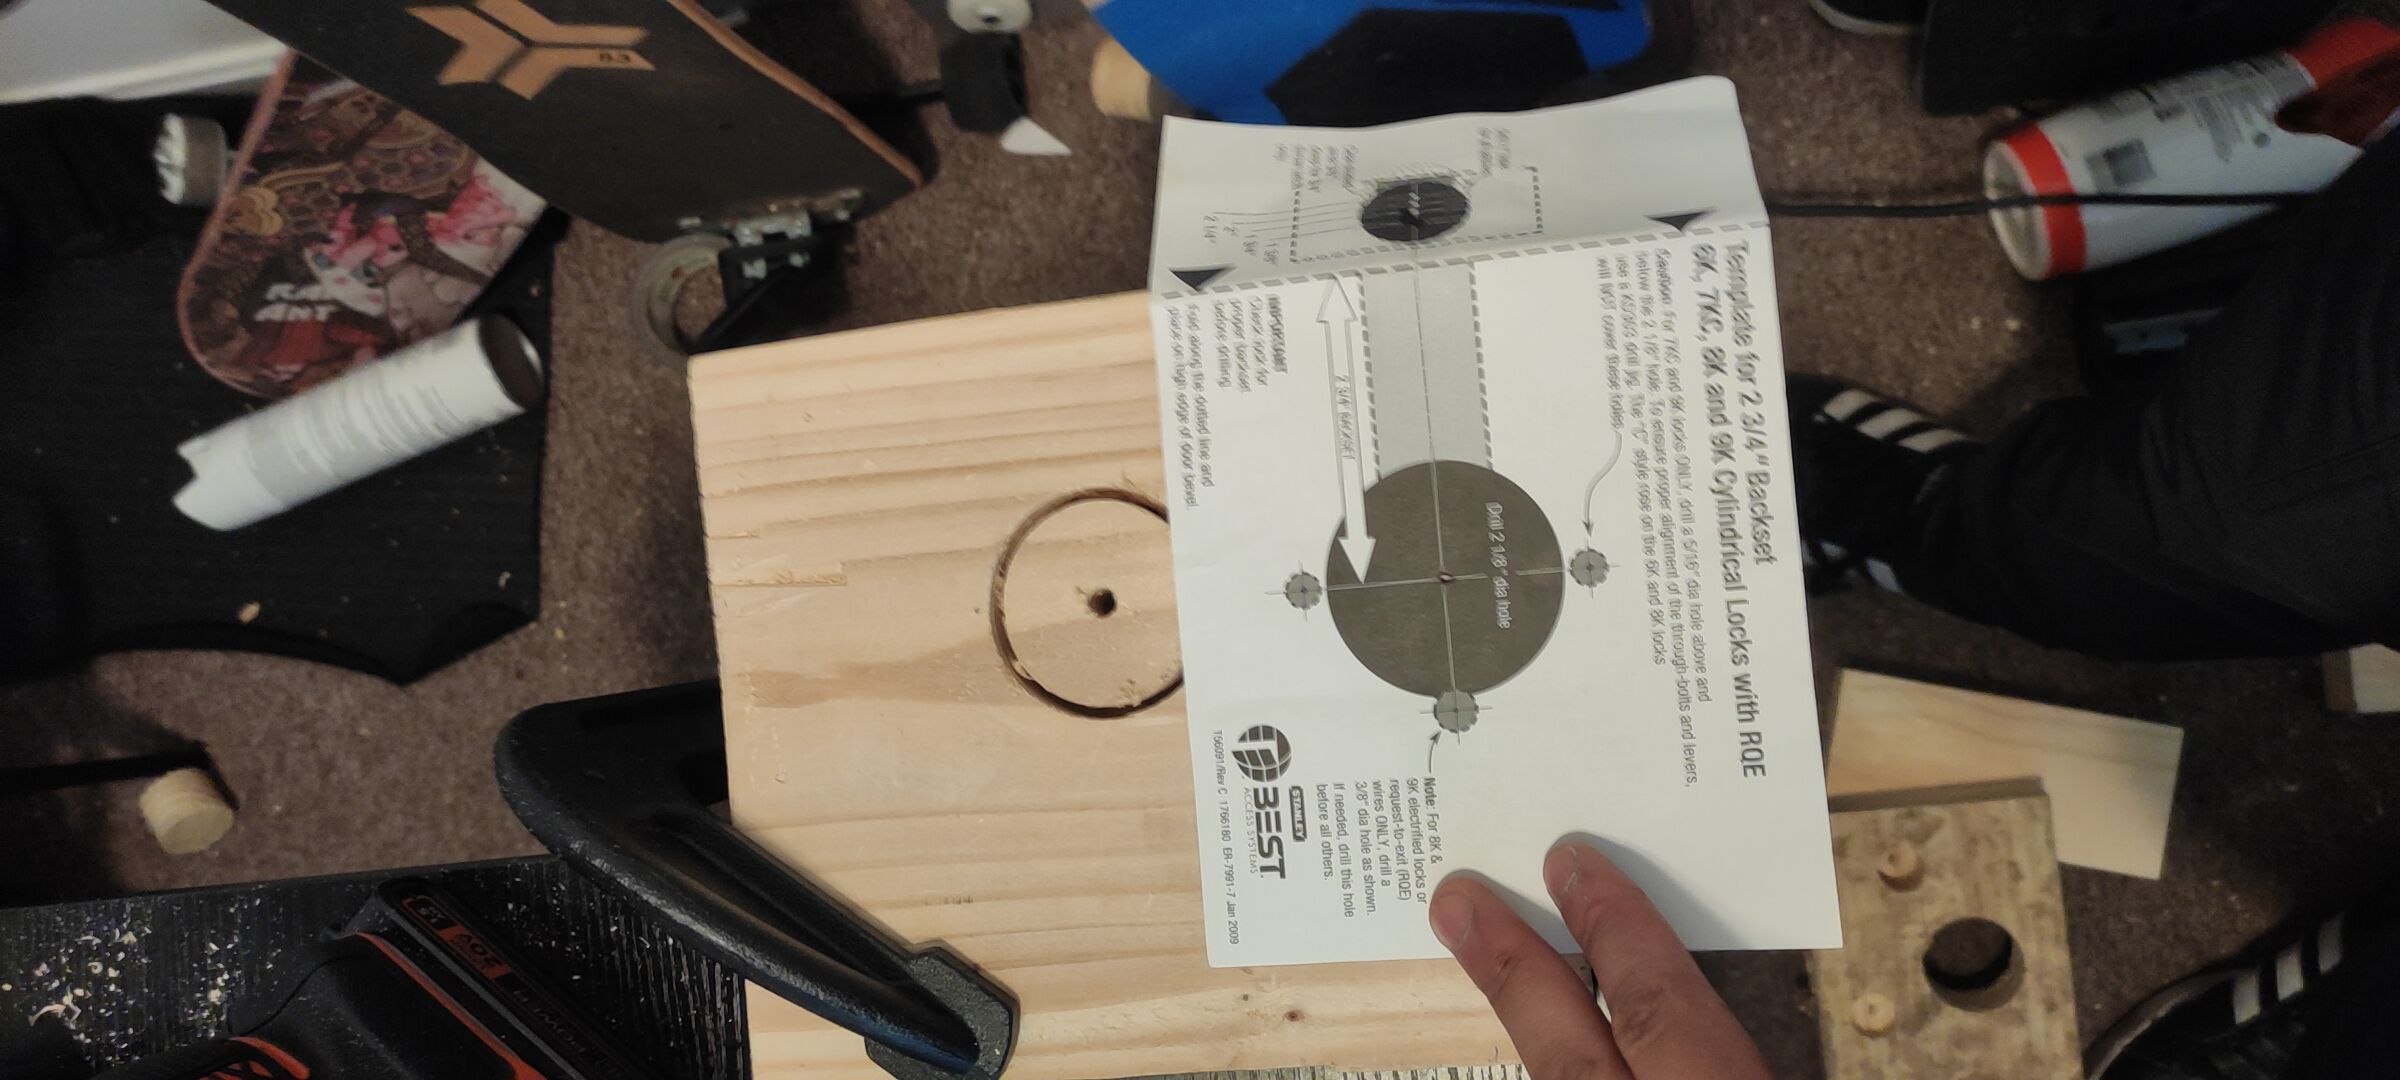 Template for 2 3/4" Backset
6K, 7KC, 8K and 9K Cylindrical Locks with RQE
Caution: For 7KC and 9K locks ONLY, drill a 5/16" dia hole above and
below the 2 1/8" hole. To ensure proper alignment of the through-bolts and levers,
use a KD303 drill jig. The "C" style rose on the 6K and 8K locks
will NOT cover these holes.
Drill 2 1/8" dia hole
Note: For 8K &
9K electrified locks or
request-to-exit (RQE)
wires ONLY, drill a
3/8" dia hole as shown.
If needed, drill this hole
before all others.
2 3/4" BACKSET
IMPORTANT
Check lock for
proper backset
before drilling
Fold along the dotted line and
place on high edge of door bevel.
STANLEY
BEST
ACCESS SYSTEMS
T56091/Rev C 1766180 ER-7991-7 Jan 2009
2 1/4"
2"
1 3/4"
1 3/8"